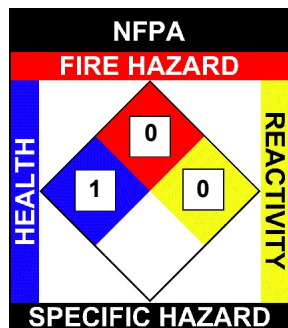 NFPA
FIRE HAZARD
HEALTH
0
1
0
REACTIVITY
SPECIFIC HAZARD